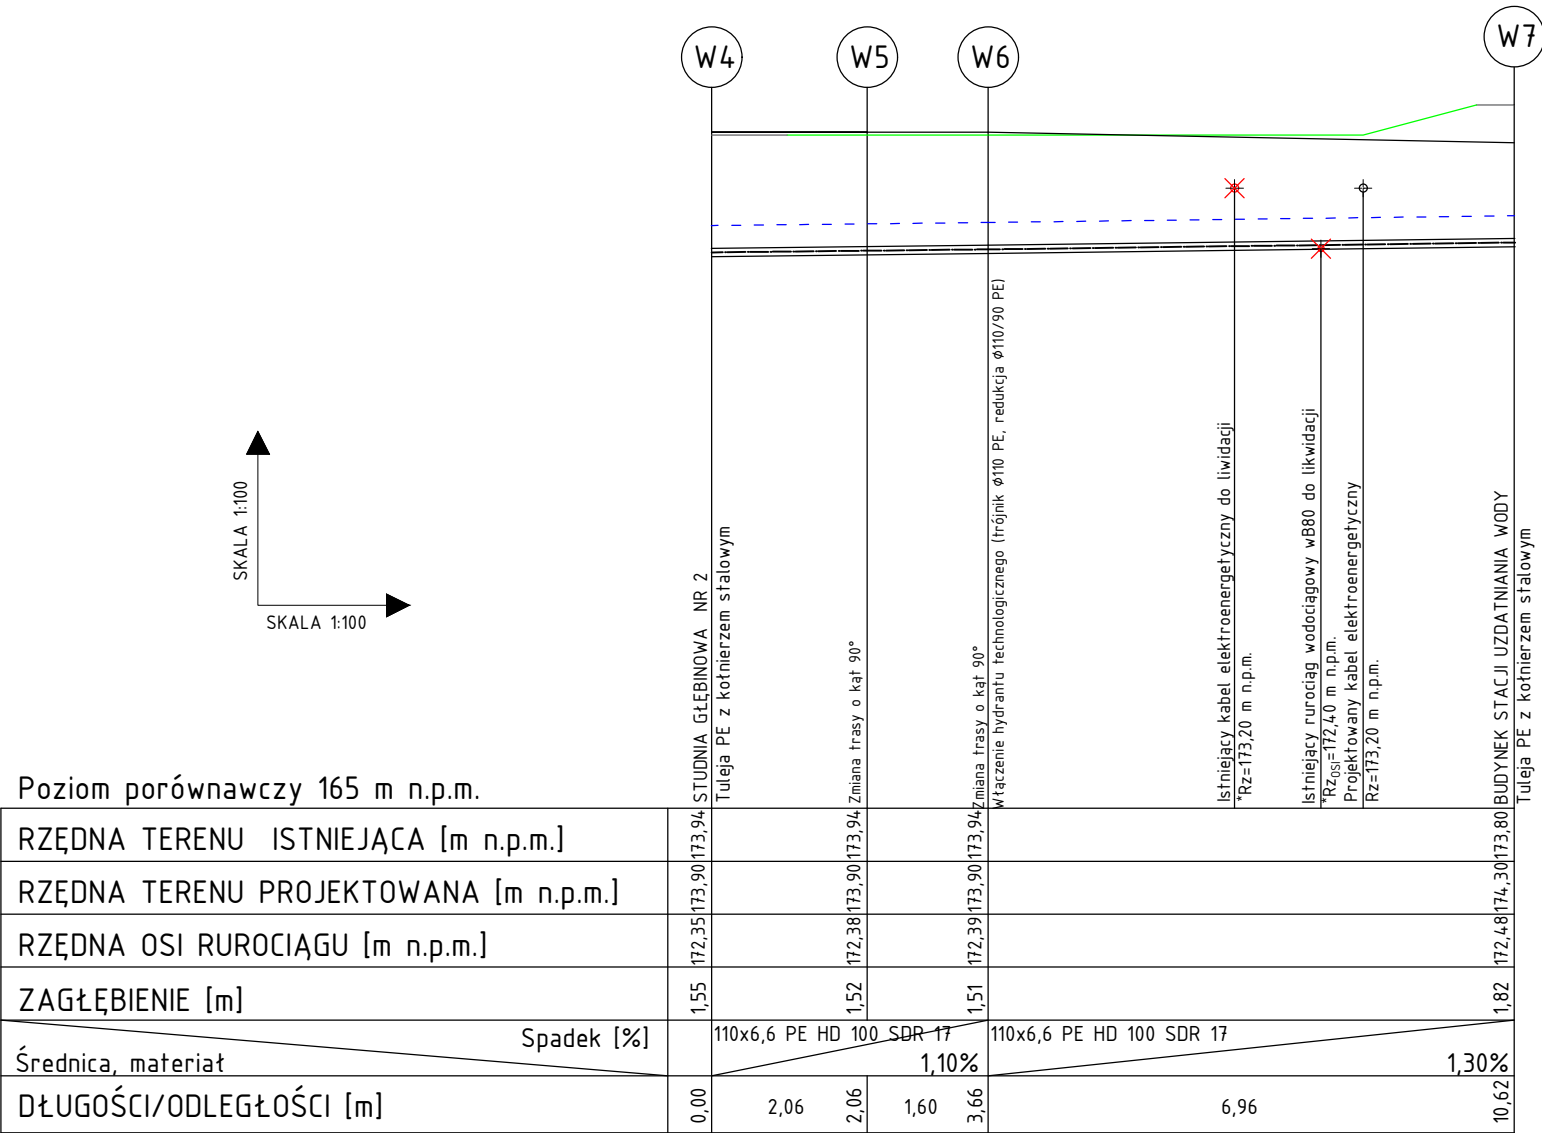 W4
W5
W6
W7
SKALA 1:100
SKALA 1:100
STUDNIA GŁĘBINOWA NR 2
Tuleja PE z kołnierzem stalowym
Zmiana trasy o kąt 90°
Zmiana trasy o kąt 90°
Włączenie hydrantu technologicznego (trójnik Ø110 PE, redukcja Ø110/90 PE)
Istniejący kabel elektroenergetyczny do liwidacji
*Rz=173,20 m n.p.m.
Istniejący rurociąg wodociągowy wB80 do likwidacji
*RzOSI=172,40 m n.p.m.
Projektowany kabel elektroenergetyczny
Rz=173,20 m n.p.m.
BUDYNEK STACJI UZDATNIANIA WODY
Tuleja PE z kołnierzem stalowym
Poziom porównawczy 165 m n.p.m.
RZĘDNA TERENU ISTNIEJĄCA [m n.p.m.] 173,94 173,94 173,94 173,80
RZĘDNA TERENU PROJEKTOWANA [m n.p.m.] 173,90 173,90 173,90 174,30
RZĘDNA OSI RUROCIĄGU [m n.p.m.] 172,35 172,38 172,39 172,48
ZAGŁĘBIENIE [m] 1,55 1,52 1,51 1,82
Spadek [%] 110x6,6 PE HD 100 SDR 17 110x6,6 PE HD 100 SDR 17
Średnica, materiał 1,10% 1,30%
DŁUGOŚCI/ODLEGŁOŚCI [m] 0,00 2,06 2,06 1,60 3,66 6,96 10,62